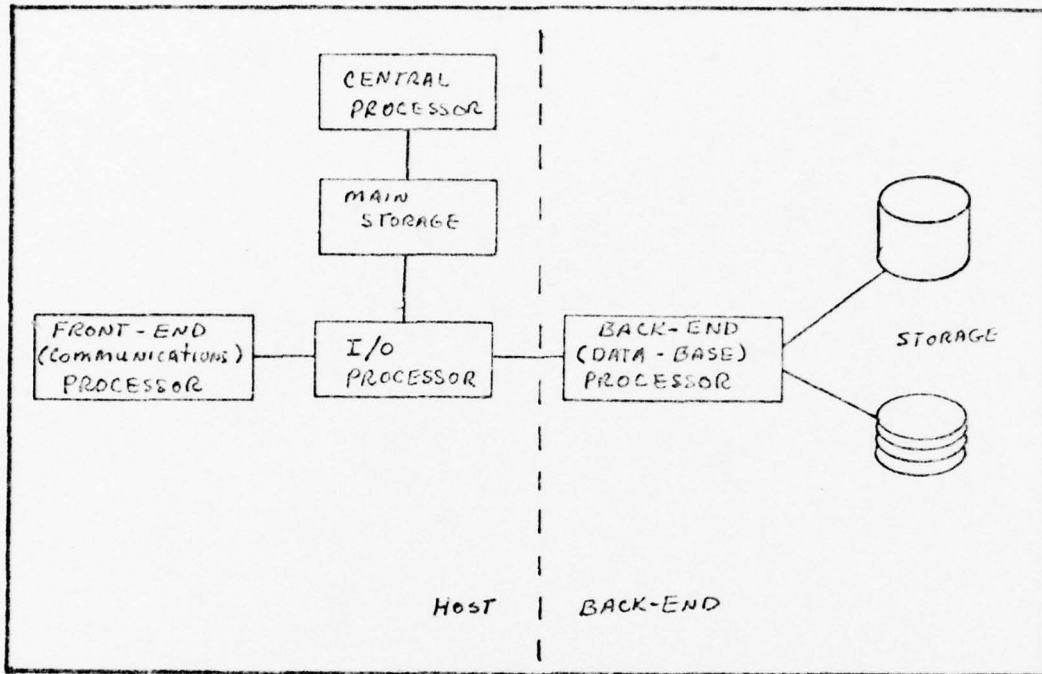 CENTRAL
PROCESSOR
MAIN
STORAGE
FRONT-END
(COMMUNICATIONS)
PROCESSOR
I/O
PROCESSOR
BACK-END
(DATA-BASE)
PROCESSOR
STORAGE
HOST
BACK-END